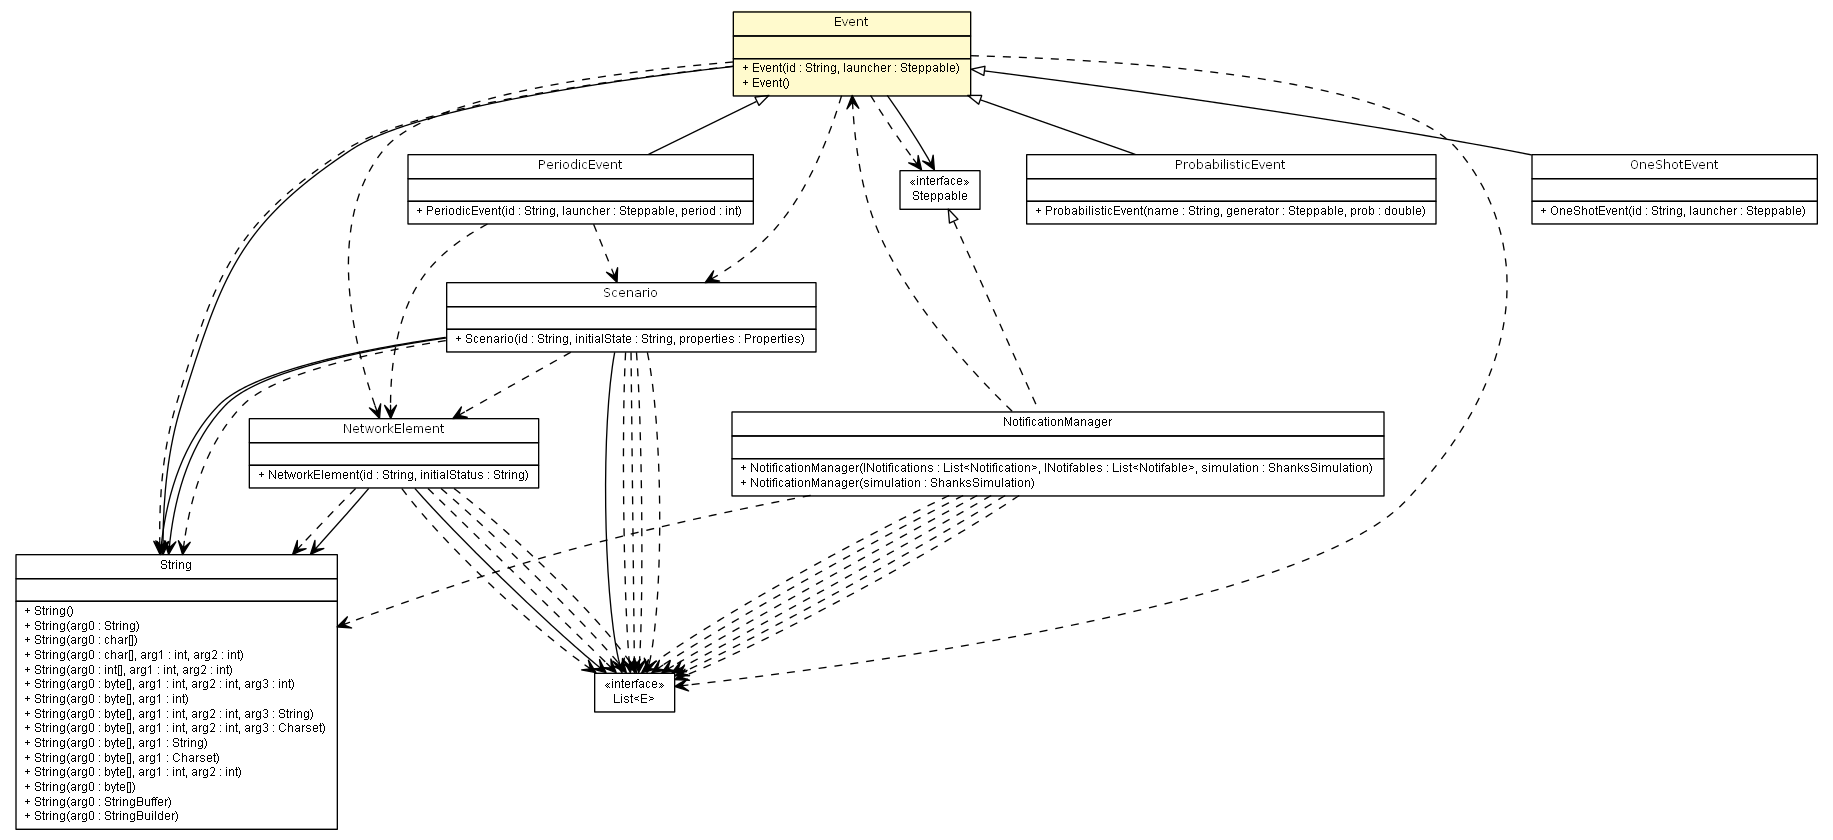 Event
+ Event(id : String, launcher : Steppable)
+ Event()
PeriodicEvent
+ PeriodicEvent(id : String, launcher : Steppable, period : int)
«interface»
Steppable
ProbabilisticEvent
+ ProbabilisticEvent(name : String, generator : Steppable, prob : double)
OneShotEvent
+ OneShotEvent(id : String, launcher : Steppable)
Scenario
+ Scenario(id : String, initialState : String, properties : Properties)
NetworkElement
+ NetworkElement(id : String, initialStatus : String)
NotificationManager
+ NotificationManager(lNotifications : List<Notification>, lNotifables : List<Notifable>, simulation : ShanksSimulation)
+ NotificationManager(simulation : ShanksSimulation)
String
+ String()
+ String(arg0 : String)
+ String(arg0 : char[])
+ String(arg0 : char[], arg1 : int, arg2 : int)
+ String(arg0 : int[], arg1 : int, arg2 : int)
+ String(arg0 : byte[], arg1 : int, arg2 : int, arg3 : int)
+ String(arg0 : byte[], arg1 : int)
+ String(arg0 : byte[], arg1 : int, arg2 : int, arg3 : String)
+ String(arg0 : byte[], arg1 : int, arg2 : int, arg3 : Charset)
+ String(arg0 : byte[], arg1 : String)
+ String(arg0 : byte[], arg1 : Charset)
+ String(arg0 : byte[], arg1 : int, arg2 : int)
+ String(arg0 : byte[])
+ String(arg0 : StringBuffer)
+ String(arg0 : StringBuilder)
«interface»
List<E>